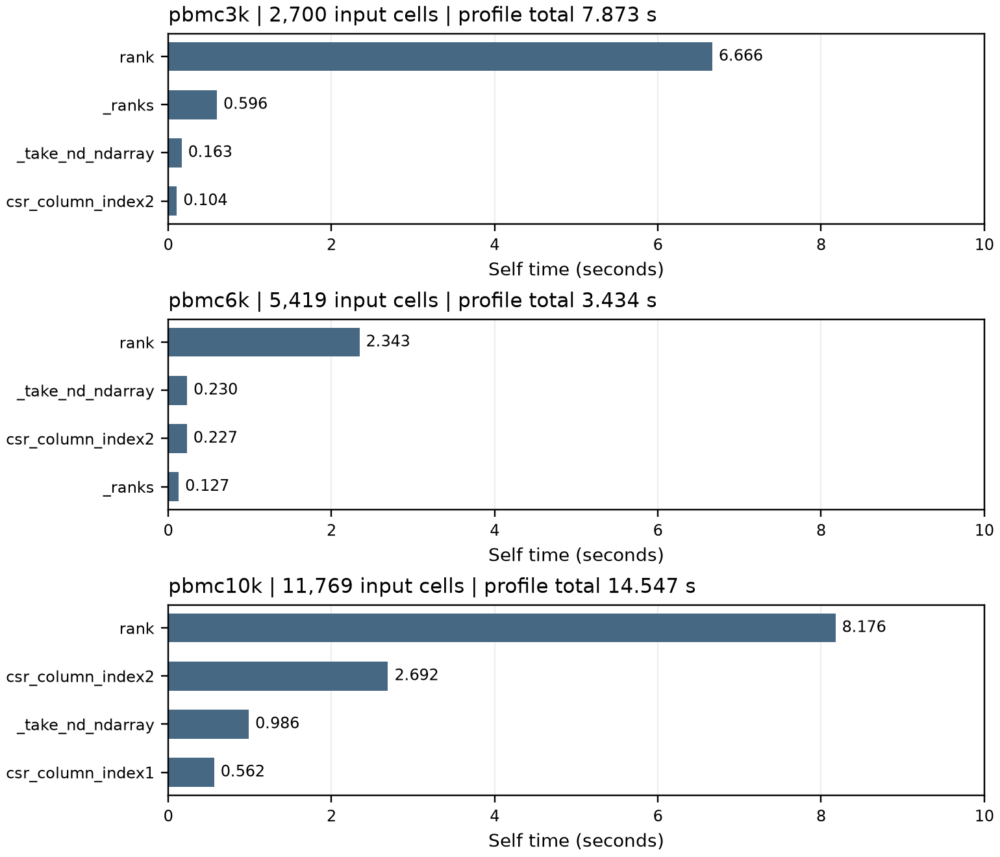 pbmc3k | 2,700 input cells | profile total 7.873 s
rank 6.666
_ranks 0.596
_take_nd_ndarray 0.163
csr_column_index2 0.104
0 2 4 6 8 10
Self time (seconds)
pbmc6k | 5,419 input cells | profile total 3.434 s
rank 2.343
_take_nd_ndarray 0.230
csr_column_index2 0.227
_ranks 0.127
0 2 4 6 8 10
Self time (seconds)
pbmc10k | 11,769 input cells | profile total 14.547 s
rank 8.176
csr_column_index2 2.692
_take_nd_ndarray 0.986
csr_column_index1 0.562
0 2 4 6 8 10
Self time (seconds)